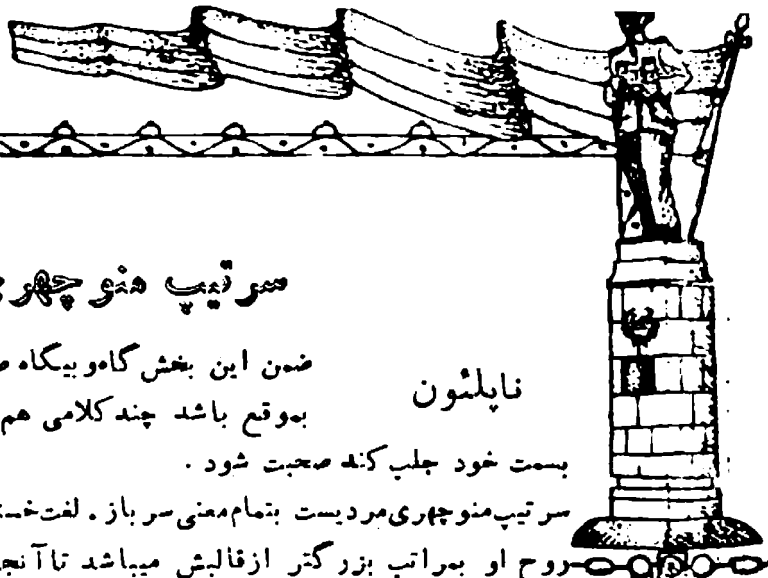 سرتیپ منوچهری
ناپلئون
ضمن این بخش گاه‌و بیگاه
بموقع باشد چند کلامی هم
بسمت خود جلب کند صحبت شود .
سرتیپ منوچهری مردیست بتمام معنی سرباز . لغت
روح او بمراتب بزرگتر از قالبش میباشد تا آنجا